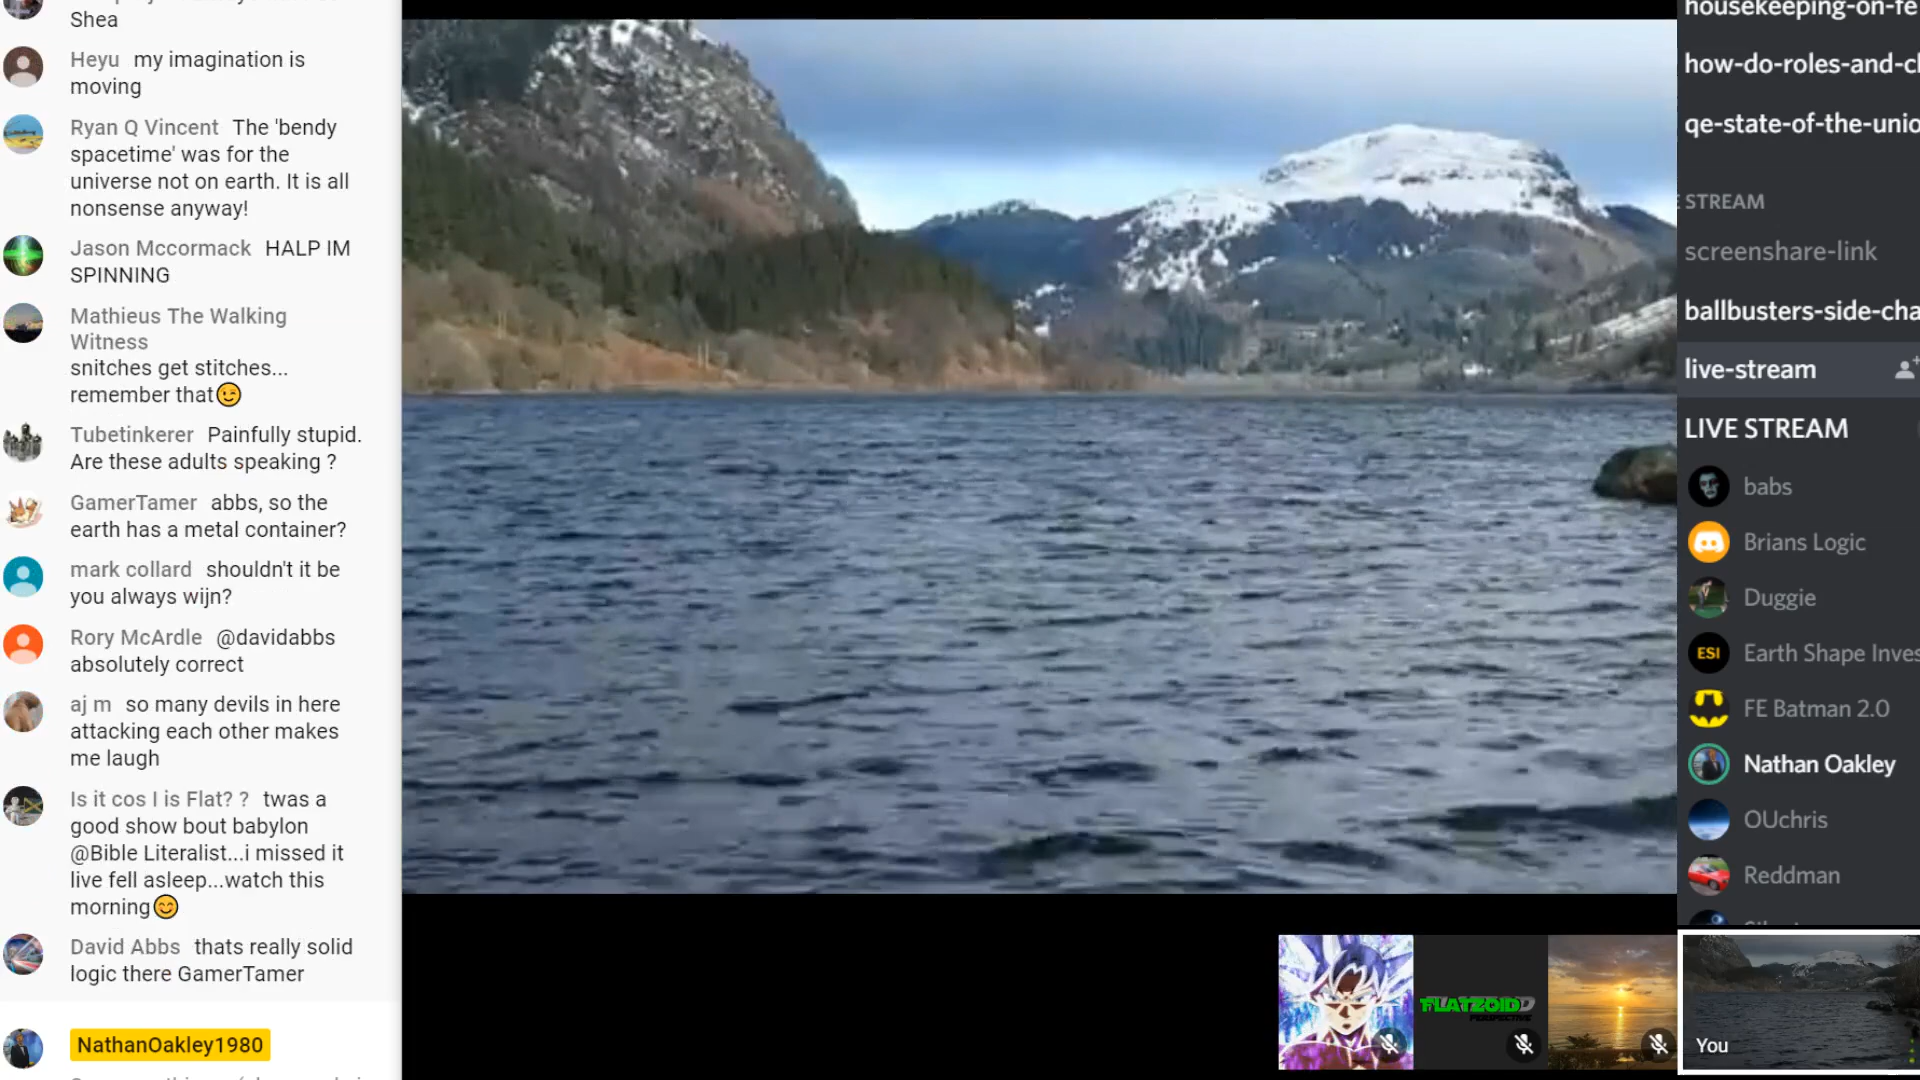 Shea
Heyu my imagination is
moving
Ryan Q Vincent The 'bendy
spacetime' was for the
universe not on earth. It is all
nonsense anyway!
Jason Mccormack HALP IM
SPINNING
Mathieus The Walking
Witness
snitches get stitches...
remember that
Tubetinkerer Painfully stupid.
Are these adults speaking ?
GamerTamer abbs, so the
earth has a metal container?
mark collard shouldn't it be
you always wijn?
Rory McArdle @davidabbs
absolutely correct
aj m so many devils in here
attacking each other makes
me laugh
Is it cos I is Flat? ? twas a
good show bout babylon
@Bible Literalist...i missed it
live fell asleep...watch this
morning
David Abbs thats really solid
logic there GamerTamer
NathanOakley1980
housekeeping-on-fe
how-do-roles-and-cl
qe-state-of-the-unio
STREAM
screenshare-link
ballbusters-side-cha
live-stream
LIVE STREAM
babs
Brians Logic
Duggie
ESI Earth Shape Inves
FE Batman 2.0
Nathan Oakley
OUchris
Reddman
FLATZOID
PERSPECTIVE
You